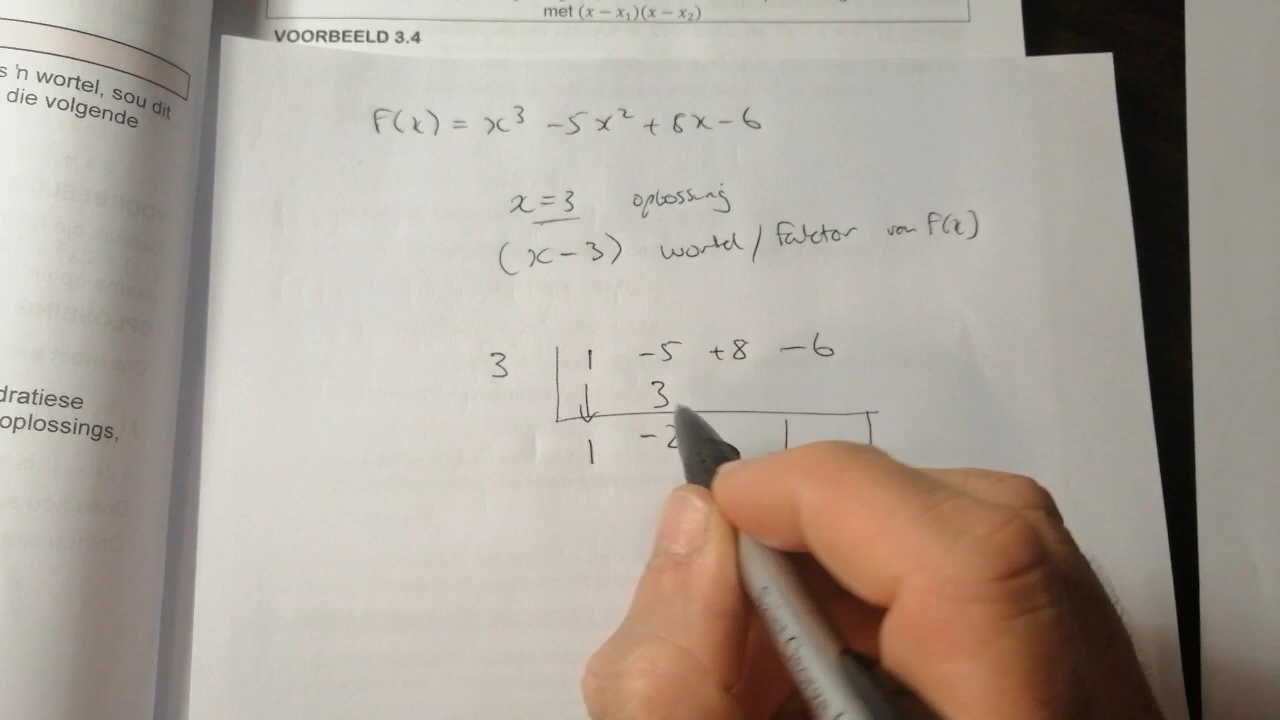 met (x – x₁)(x – x₂)
VOORBEELD 3.4
s 'n wortel, sou dit
die volgende
dratiese
oplossings,
F(x) = x³ -5x² + 8x - 6
x = 3 oplossing
(x - 3) wortel / faktor van F(x)
3 1 -5 +8 -6
3
1 -2